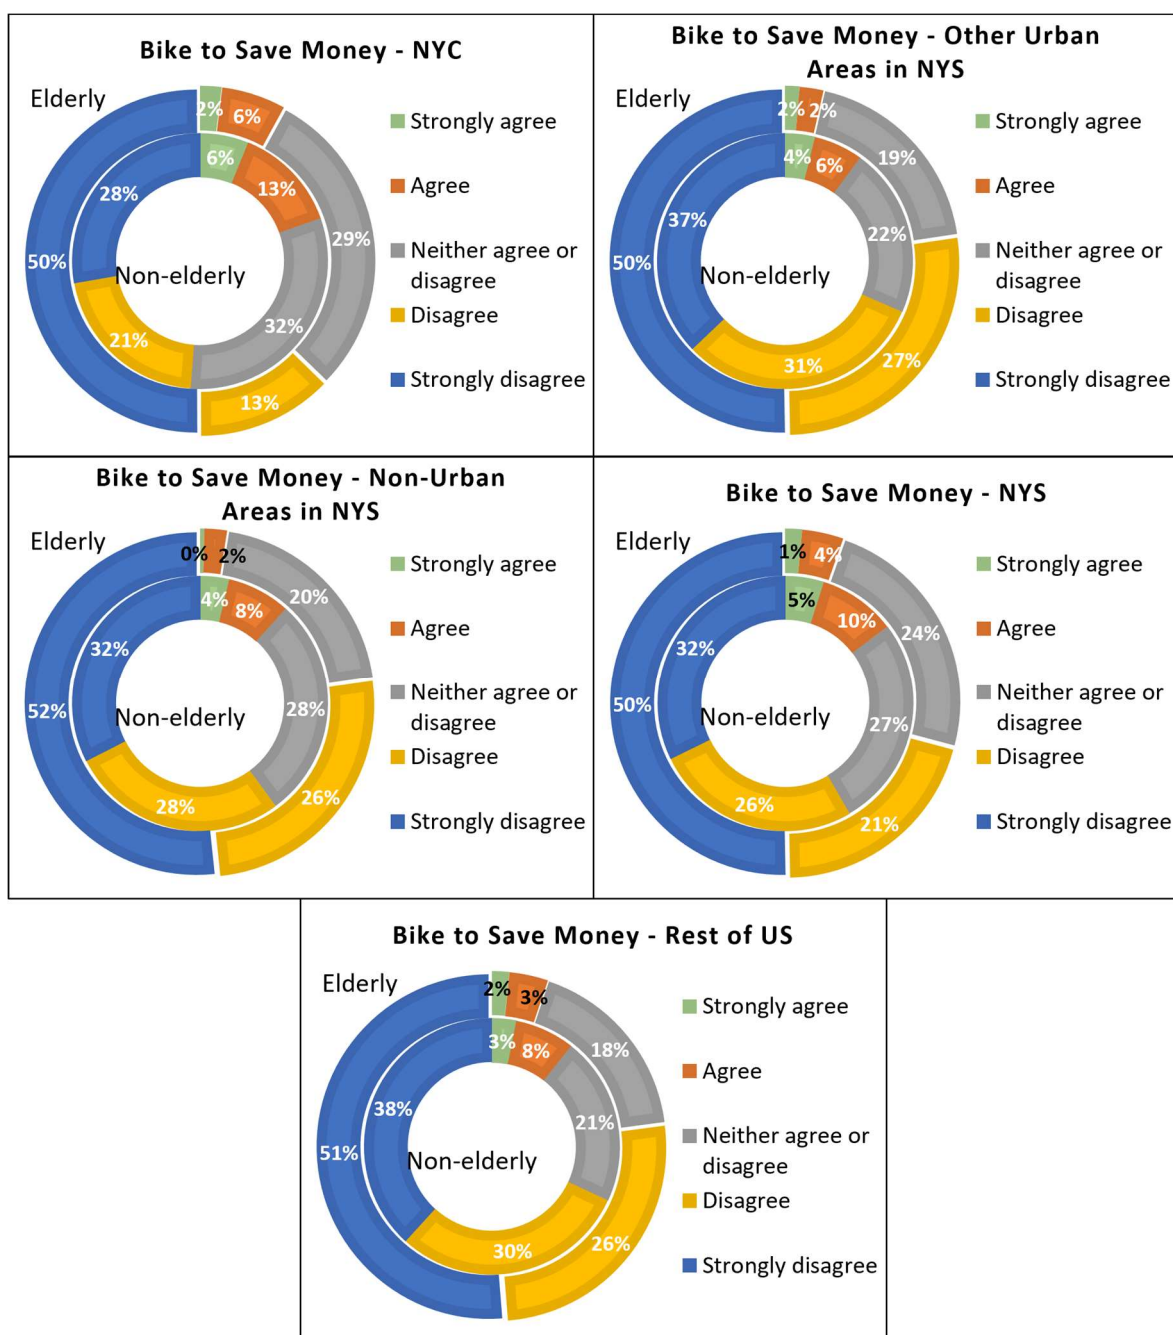 Bike to Save Money - NYC
Elderly
2%
6%
29%
13%
50%
6%
13%
32%
21%
28%
Non-elderly
Strongly agree
Agree
Neither agree or
disagree
Disagree
Strongly disagree
Bike to Save Money - Other Urban
Areas in NYS
Elderly
2%
2%
19%
27%
50%
4%
6%
22%
31%
37%
Non-elderly
Strongly agree
Agree
Neither agree or
disagree
Disagree
Strongly disagree
Bike to Save Money - Non-Urban
Areas in NYS
Elderly
0%
2%
20%
26%
52%
4%
8%
28%
28%
32%
Non-elderly
Strongly agree
Agree
Neither agree or
disagree
Disagree
Strongly disagree
Bike to Save Money - NYS
Elderly
1%
4%
24%
21%
50%
5%
10%
27%
26%
32%
Non-elderly
Strongly agree
Agree
Neither agree or
disagree
Disagree
Strongly disagree
Bike to Save Money - Rest of US
Elderly
2%
3%
18%
26%
51%
3%
8%
21%
30%
38%
Non-elderly
Strongly agree
Agree
Neither agree or
disagree
Disagree
Strongly disagree